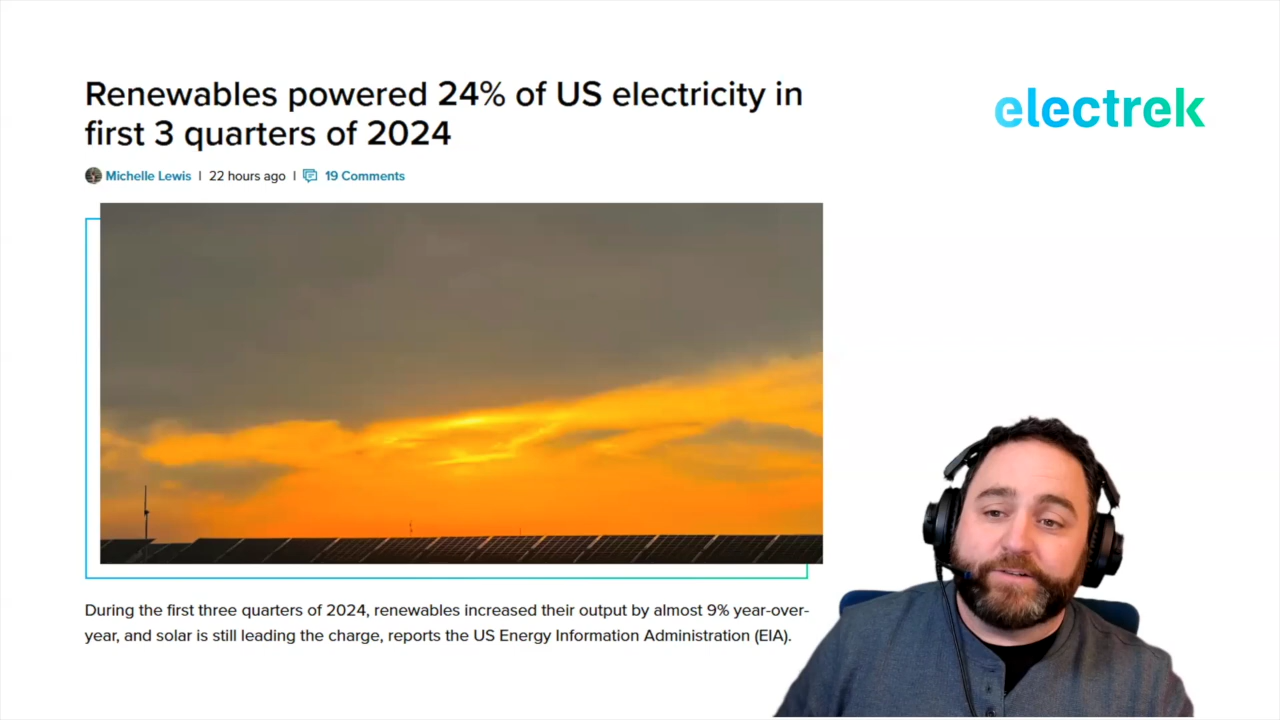 Renewables powered 24% of US electricity in
first 3 quarters of 2024
electrek
Michelle Lewis | 22 hours ago | 19 Comments
During the first three quarters of 2024, renewables increased their output by almost 9% year-over-
year, and solar is still leading the charge, reports the US Energy Information Administration (EIA).